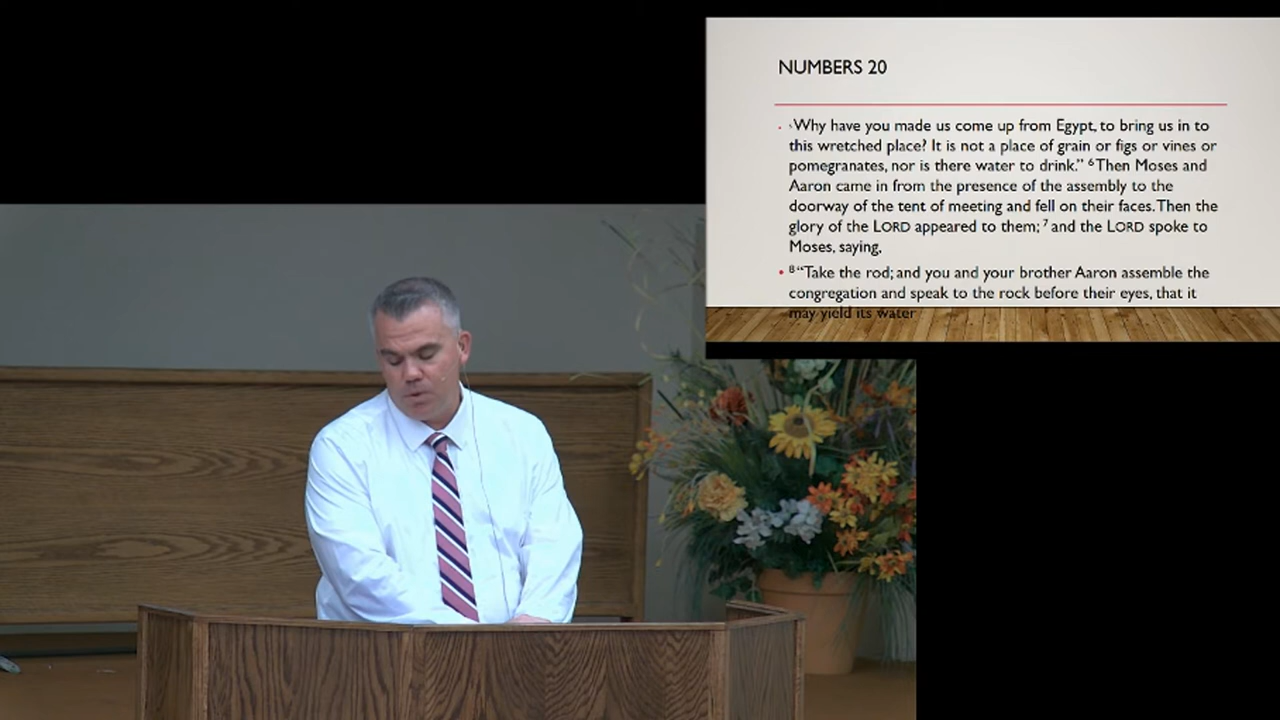 NUMBERS 20
Why have you made us come up from Egypt, to bring us in to
this wretched place? It is not a place of grain or figs or vines or
pomegranates, nor is there water to drink.” ⁶Then Moses and
Aaron came in from the presence of the assembly to the
doorway of the tent of meeting and fell on their faces. Then the
glory of the LORD appeared to them; ⁷and the LORD spoke to
Moses, saying,
• ⁸“Take the rod; and you and your brother Aaron assemble the
congregation and speak to the rock before their eyes, that it
may yield its water